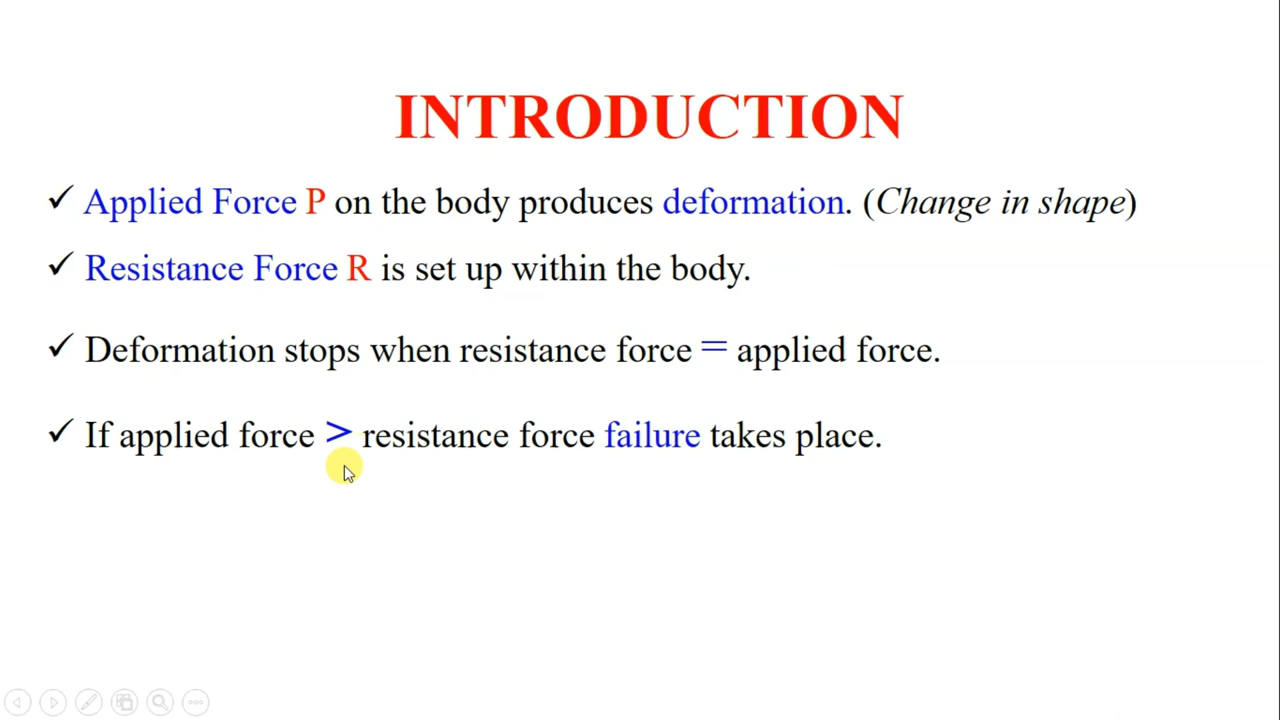 INTRODUCTION
✓ Applied Force P on the body produces deformation. (Change in shape)
✓ Resistance Force R is set up within the body.
✓ Deformation stops when resistance force = applied force.
✓ If applied force > resistance force failure takes place.